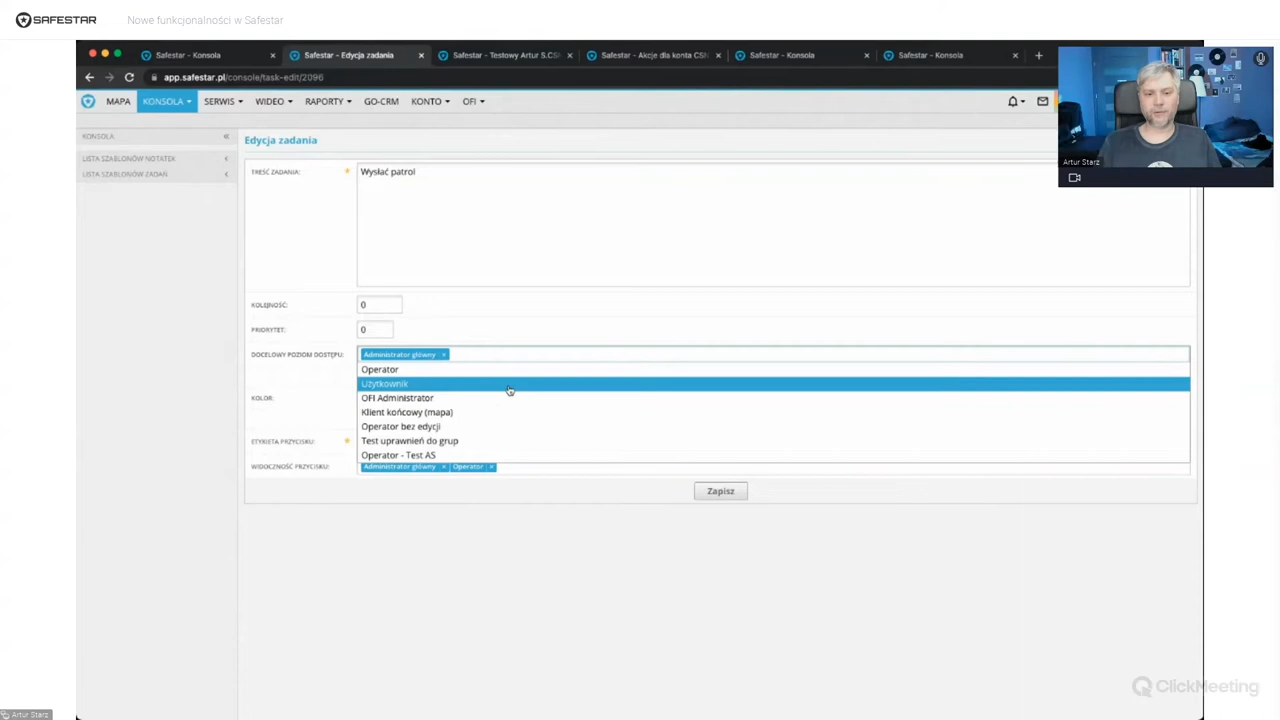 SAFESTAR
Nowe funkcjonalności w Safestar
Safestar - Konsola
Safestar - Edycja zadania
Safestar - Testowy Artur S.CSN
Safestar - Akcje dla konta CSN
Safestar - Konsola
Safestar - Konsola
app.safestar.pl/console/task-edit/2096
MAPA
KONSOLA
SERWIS
WIDEO
RAPORTY
GO-CRM
KONTO
OFI
KONSOLA
LISTA SZABLONÓW NOTATEK
LISTA SZABLONÓW ZADAŃ
Edycja zadania
TREŚĆ ZADANIA:
Wysłać patrol
KOLEJNOŚĆ:
0
PRIORYTET:
0
DOCELOWY POZIOM DOSTĘPU:
Administrator główny ×
Operator
Użytkownik
OFI Administrator
KOLOR:
Klient końcowy (mapa)
Operator bez edycji
ETYKIETA PRZYCISKU:
Test uprawnień do grup
Operator - Test AS
WIDOCZNOŚĆ PRZYCISKU:
Administrator główny ×
Operator ×
Zapisz
Artur Starz
ClickMeeting
Artur Starz